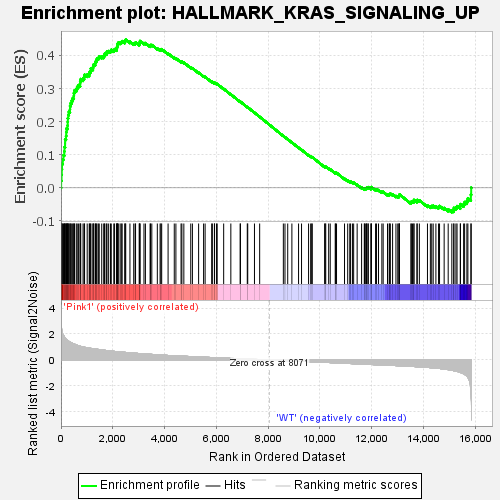 Enrichment plot: HALLMARK_KRAS_SIGNALING_UP
Enrichment score (ES)
0.4
0.3
0.2
0.1
0.0
-0.1
Ranked list metric (Signal2Noise)
4
2
0
-2
-4
'Pink1' (positively correlated)
Zero cross at 8071
'WT' (negatively correlated)
0
2,000
4,000
6,000
8,000
10,000
12,000
14,000
16,000
Rank in Ordered Dataset
Enrichment profile
Hits
Ranking metric scores